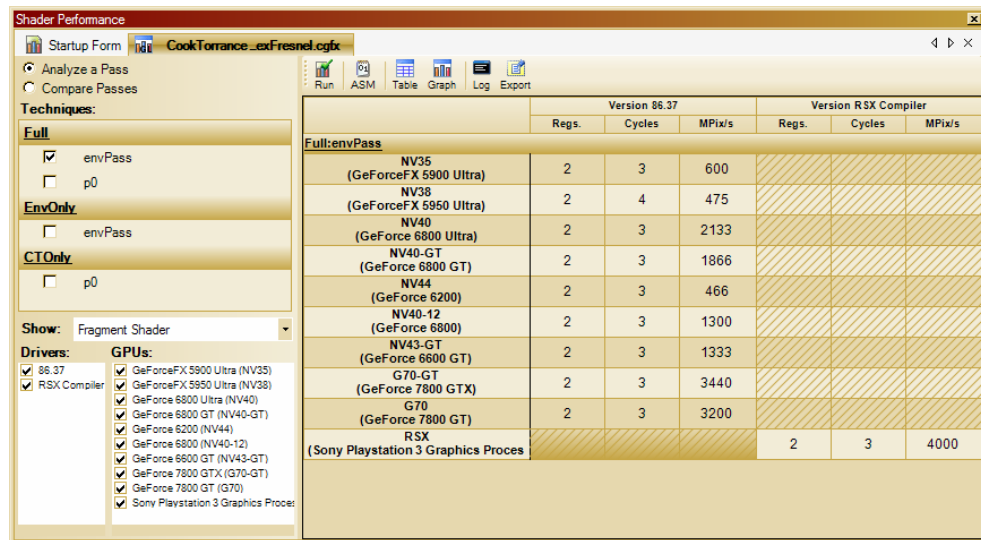 Shader Performance
Startup Form CookTorrance_exFresnel.cgfx
Analyze a Pass
Compare Passes
Techniques:
Full
envPass
p0
EnvOnly
envPass
CTOnly
p0
Show: Fragment Shader
Drivers: GPUs:
86.37
RSX Compiler
GeForceFX 5900 Ultra (NV35)
GeForceFX 5950 Ultra (NV38)
GeForce 6800 Ultra (NV40)
GeForce 6800 GT (NV40-GT)
GeForce 6200 (NV44)
GeForce 6800 (NV40-12)
GeForce 6600 GT (NV43-GT)
GeForce 7800 GTX (G70-GT)
GeForce 7800 GT (G70)
Sony Playstation 3 Graphics Proces
Run ASM Table Graph Log Export
Version 86.37 Version RSX Compiler
Regs. Cycles MPix/s Regs. Cycles MPix/s
Full:envPass
NV35
(GeForceFX 5900 Ultra) 2 3 600
NV38
(GeForceFX 5950 Ultra) 2 4 475
NV40
(GeForce 6800 Ultra) 2 3 2133
NV40-GT
(GeForce 6800 GT) 2 3 1866
NV44
(GeForce 6200) 2 3 466
NV40-12
(GeForce 6800) 2 3 1300
NV43-GT
(GeForce 6600 GT) 2 3 1333
G70-GT
(GeForce 7800 GTX) 2 3 3440
G70
(GeForce 7800 GT) 2 3 3200
RSX
(Sony Playstation 3 Graphics Proces 2 3 4000